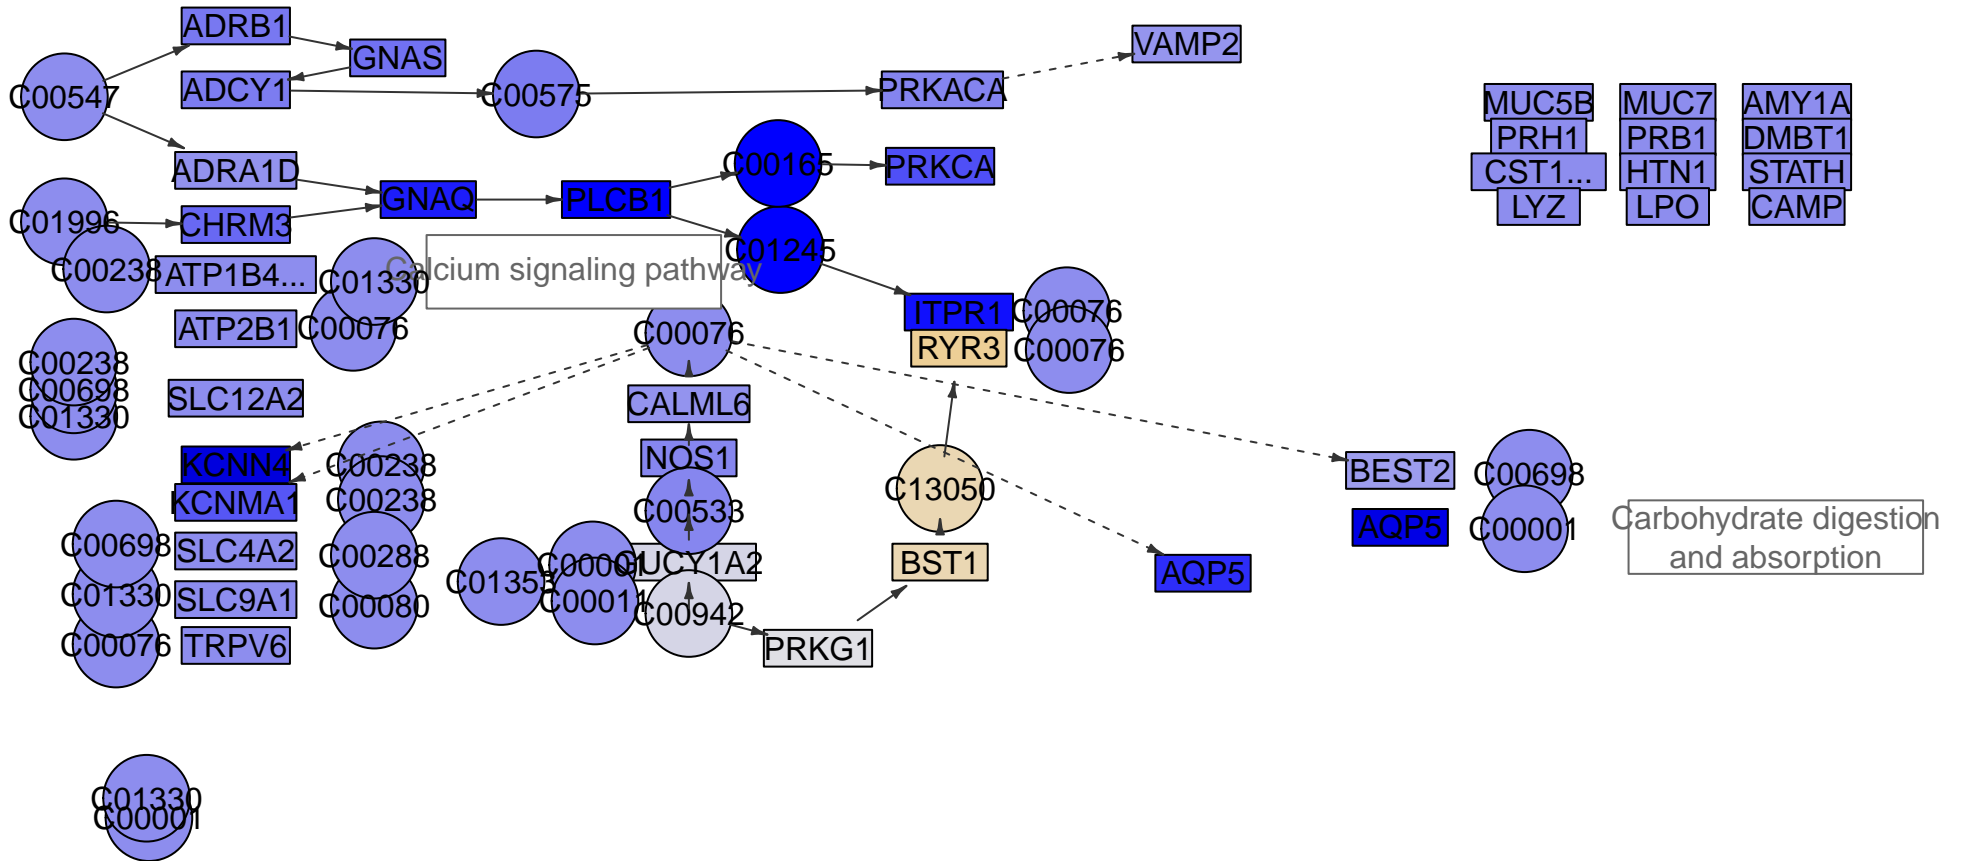 ADRB1
VAMP2
GNAS
C00547
ADCY1
C00575
PRKACA
MUC5B
MUC7
AMY1A
PRH1
PRB1
DMBT1
ADRA1D
C00165
PRKCA
CST1...
HTN1
STATH
GNAQ
PLCB1
LYZ
LPO
CAMP
C01996
CHRM3
C01245
C00238
ATP1B4...
C01330
Calcium signaling pathway
ITPR1
C00076
ATP2B1
C00076
C00076
RYR3
C00076
C00238
C00698
C01330
SLC12A2
CALML6
KCNN4
C00238
NOS1
BEST2
C00698
KCNMA1
C00238
C00533
C13050
AQP5
C00001
Carbohydrate digestion
and absorption
C00698
SLC4A2
C00288
C00001
GUCY1A2
BST1
AQP5
C01353
C01330
SLC9A1
C00080
C00011
C00942
C00076
TRPV6
PRKG1
C01330
C00001